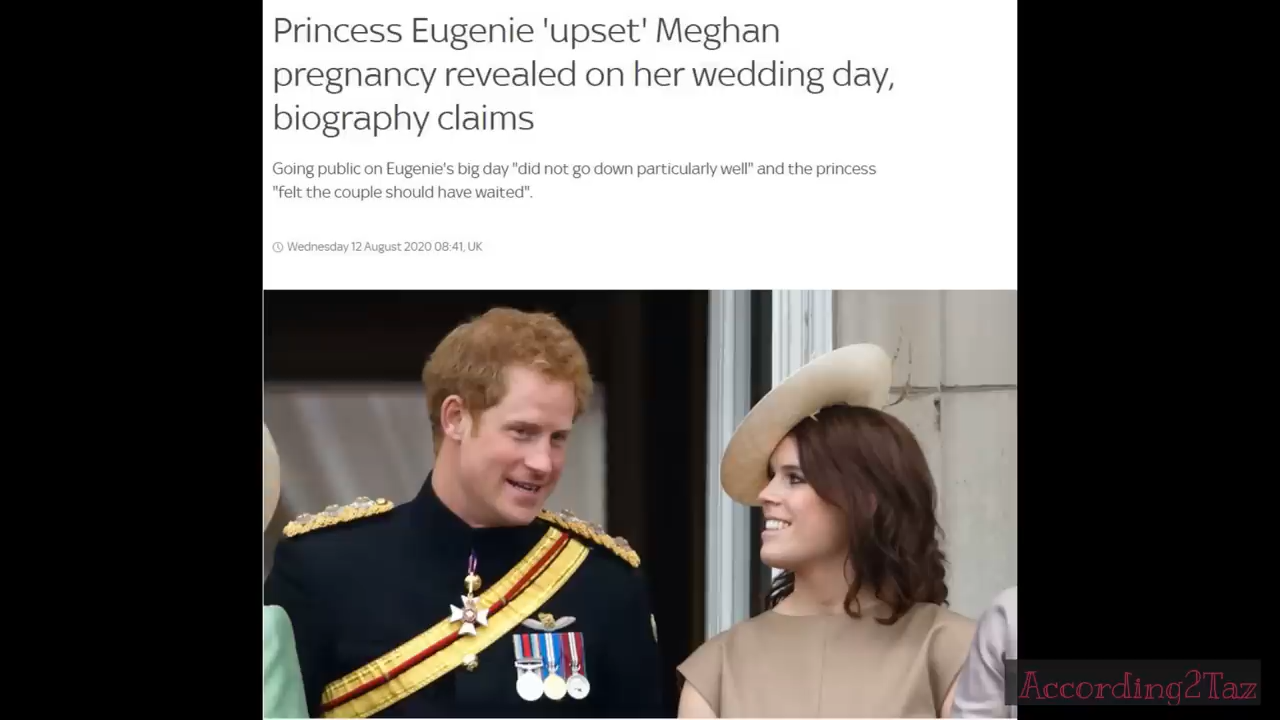 Princess Eugenie 'upset' Meghan
pregnancy revealed on her wedding day,
biography claims
Going public on Eugenie's big day "did not go down particularly well" and the princess
"felt the couple should have waited".
Wednesday 12 August 2020 08:41, UK
According2Taz